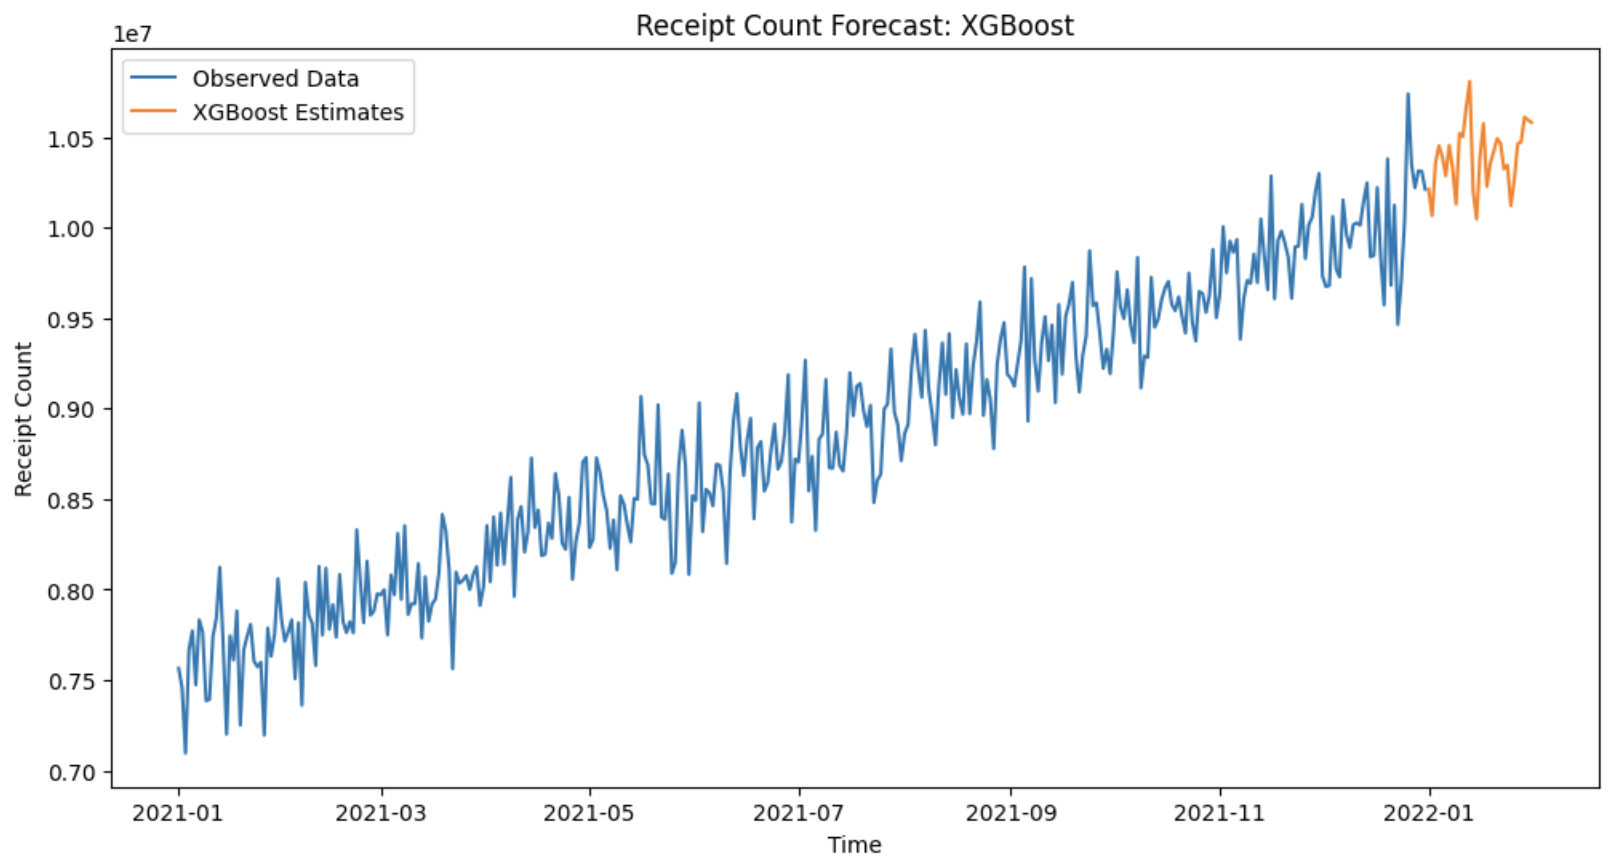 Receipt Count Forecast: XGBoost
1e7
Observed Data
XGBoost Estimates
1.05
1.00
0.95
0.90
0.85
0.80
0.75
0.70
Receipt Count
2021-01 2021-03 2021-05 2021-07 2021-09 2021-11 2022-01
Time